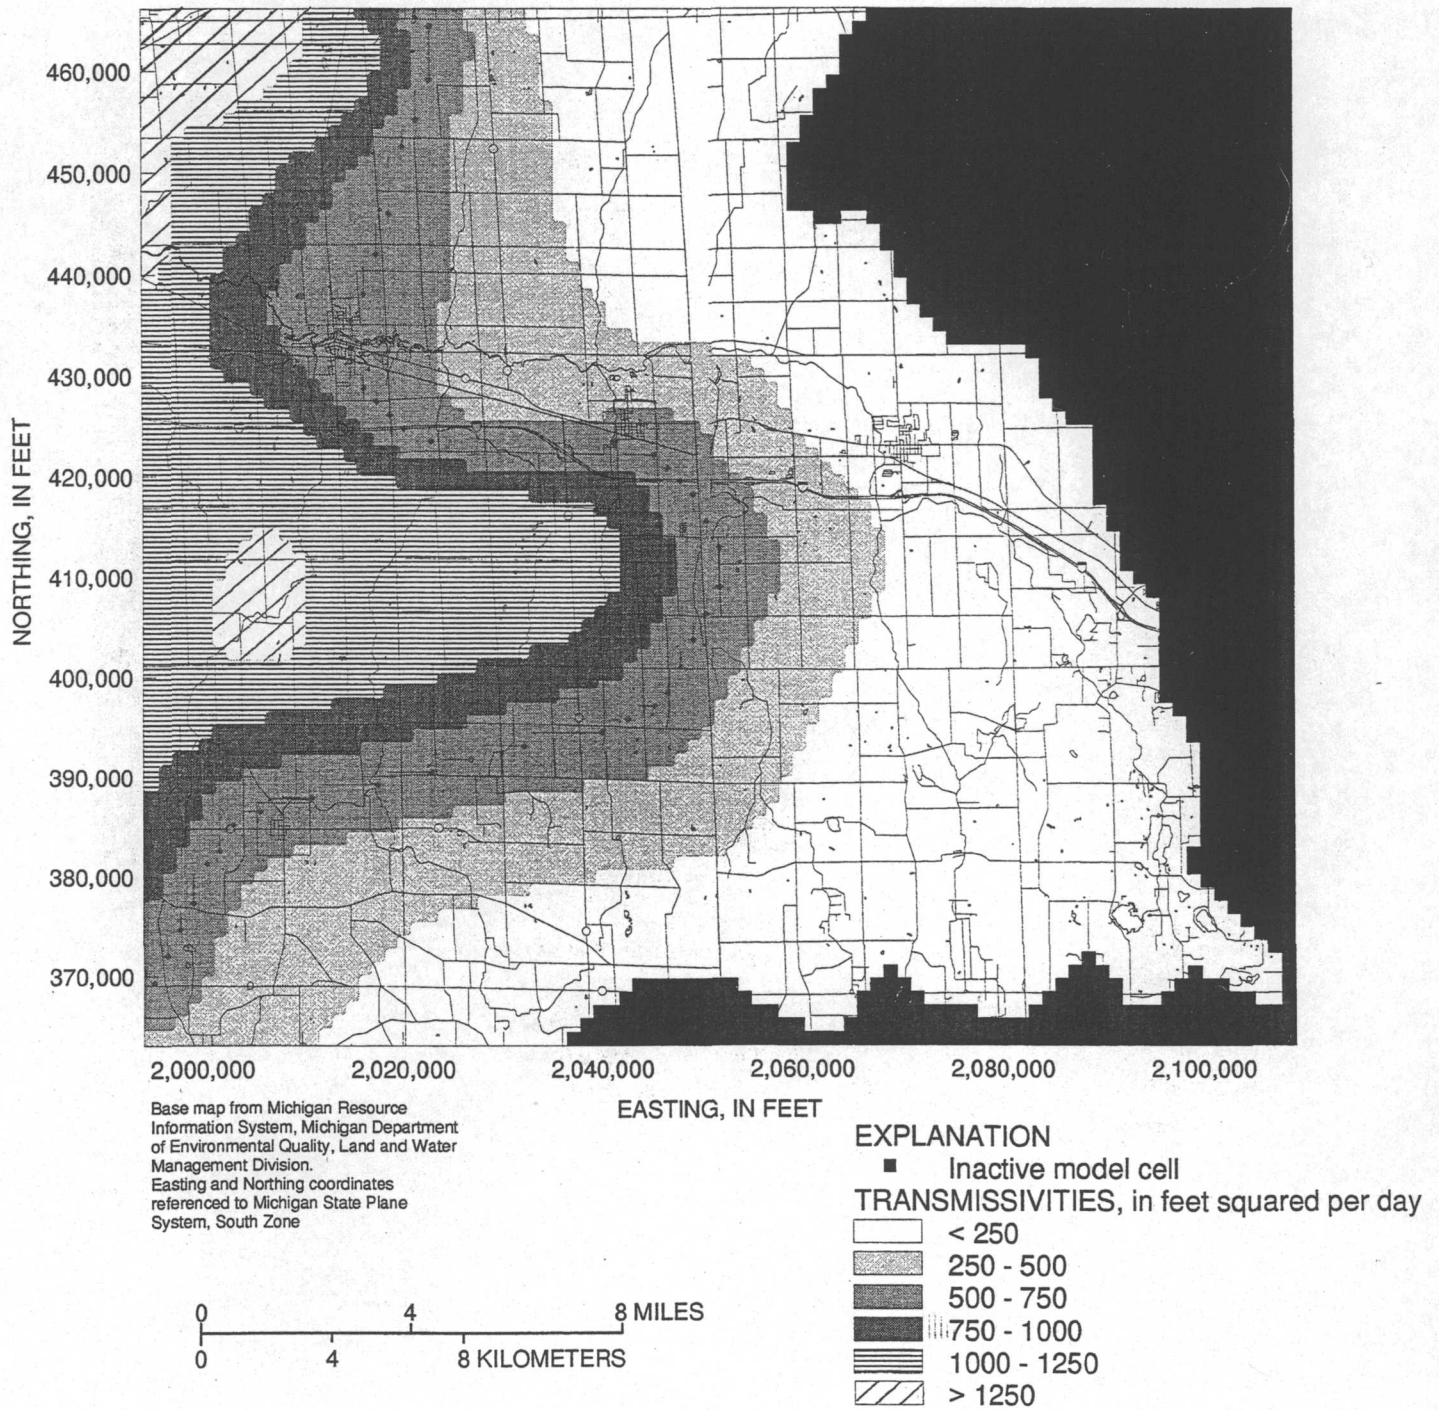 460,000
450,000
440,000
430,000
420,000
410,000
400,000
390,000
380,000
370,000
NORTHING, IN FEET
2,000,000 2,020,000 2,040,000 2,060,000 2,080,000 2,100,000
EASTING, IN FEET
Base map from Michigan Resource
Information System, Michigan Department
of Environmental Quality, Land and Water
Management Division.
Easting and Northing coordinates
referenced to Michigan State Plane
System, South Zone
0 4 8 MILES
0 4 8 KILOMETERS
EXPLANATION
Inactive model cell
TRANSMISSIVITIES, in feet squared per day
< 250
250 - 500
500 - 750
750 - 1000
1000 - 1250
> 1250